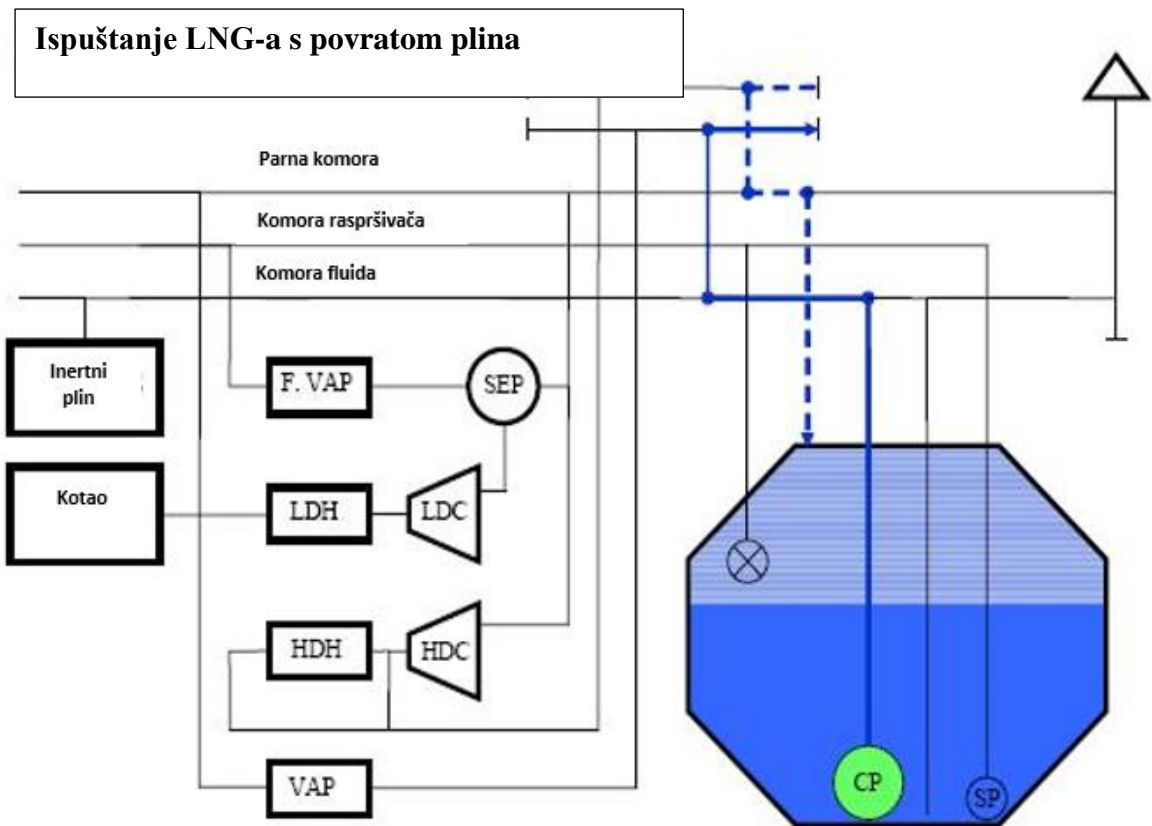 Ispuštanje LNG-a s povratom plina
Parna komora
Komora raspršivača
Komora fluida
Inertni
plin
F. VAP
SEP
Kotao
LDH
LDC
HDH
HDC
VAP
CP
SP